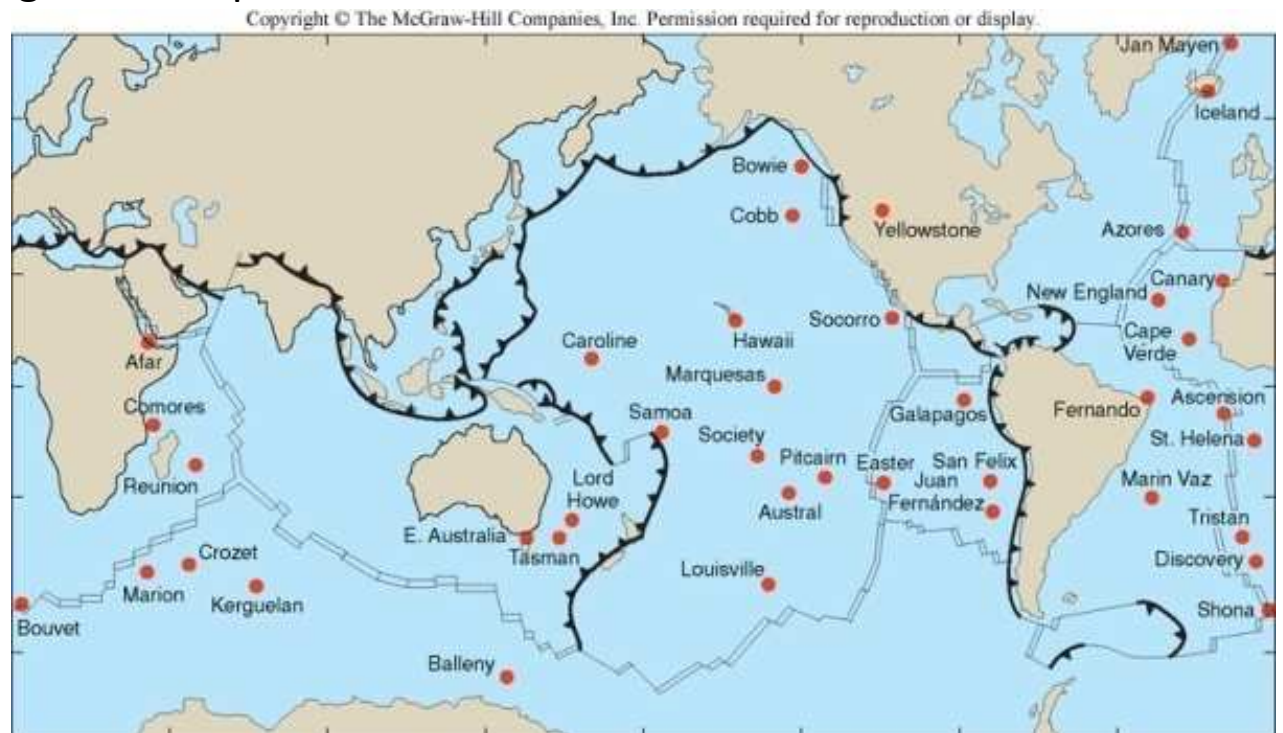 Copyright © The McGraw-Hill Companies, Inc. Permission required for reproduction or display.
Jan Mayen
Iceland
Bowie
Cobb
Yellowstone
Azores
Canary
New England
Cape
Verde
Socorro
Hawaii
Caroline
Marquesas
Afar
Comores
Reunion
Samoa
Society
Pitcairn
Austral
Galapagos
Easter
San Felix
Juan
Fernández
Fernando
Ascension
St. Helena
Marin Vaz
Tristan
Discovery
Shona
Lord
Howe
E. Australia
Tasman
Louisville
Crozet
Marion
Kerguelan
Bouvet
Balleny